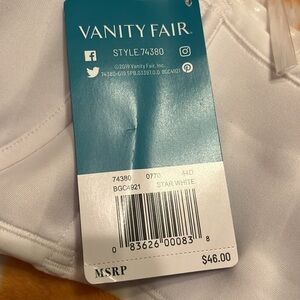 VANITY FAIR
STYLE 74380
©2019 Vanity Fair, Inc.
74380 0770 44D
BGC4921 STAR WHITE
0 83626 00083 8
MSRP $46.00